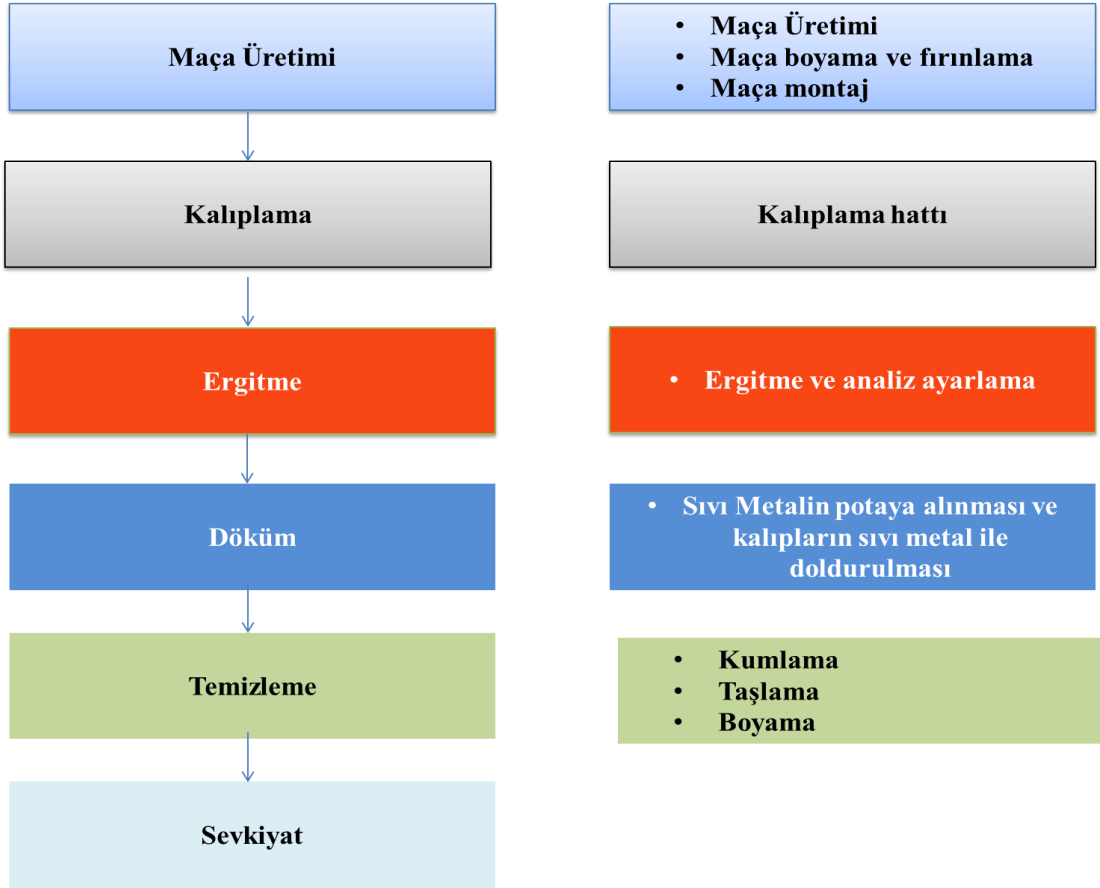 Maça Üretimi
• Maça Üretimi
• Maça boyama ve fırınlama
• Maça montaj
Kalıplama
Kalıplama hattı
Ergitme
• Ergitme ve analiz ayarlama
Döküm
• Sıvı Metalin potaya alınması ve
kalıpların sıvı metal ile
doldurulması
Temizleme
• Kumlama
• Taşlama
• Boyama
Sevkiyat